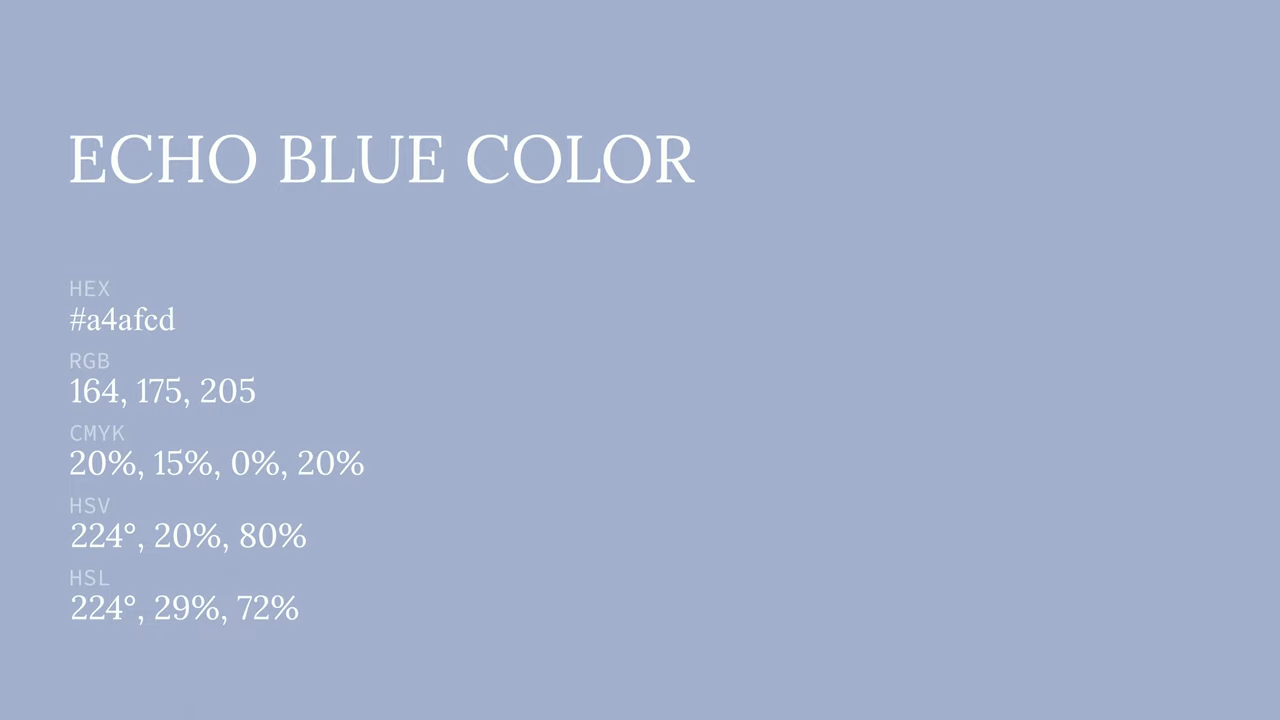 ECHO BLUE COLOR
HEX
#a4afcd
RGB
164, 175, 205
CMYK
20%, 15%, 0%, 20%
HSV
224°, 20%, 80%
HSL
224°, 29%, 72%